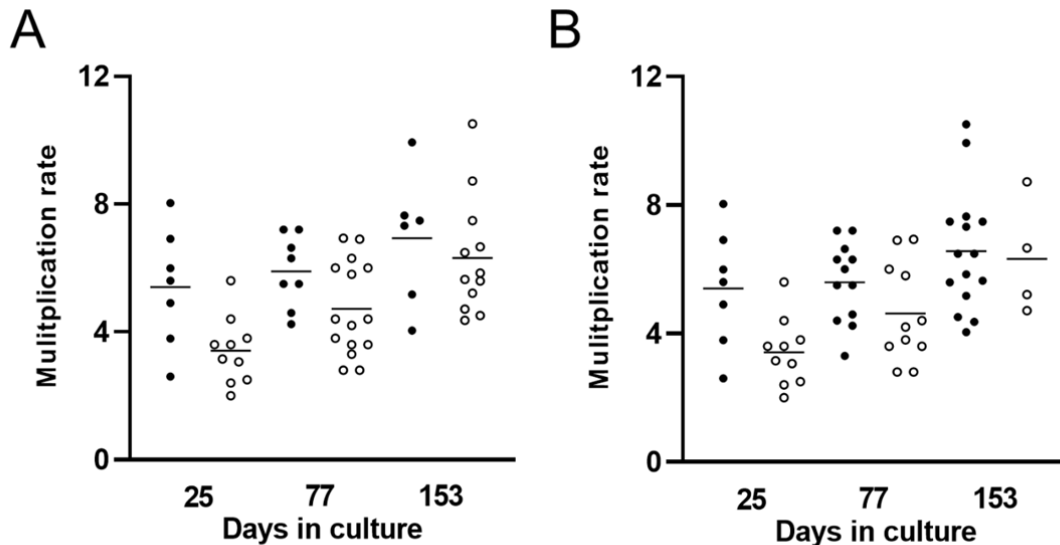 A
12
8
4
0
Mulitplication rate
25 77 153
Days in culture
B
12
8
4
0
Mulitplication rate
25 77 153
Days in culture